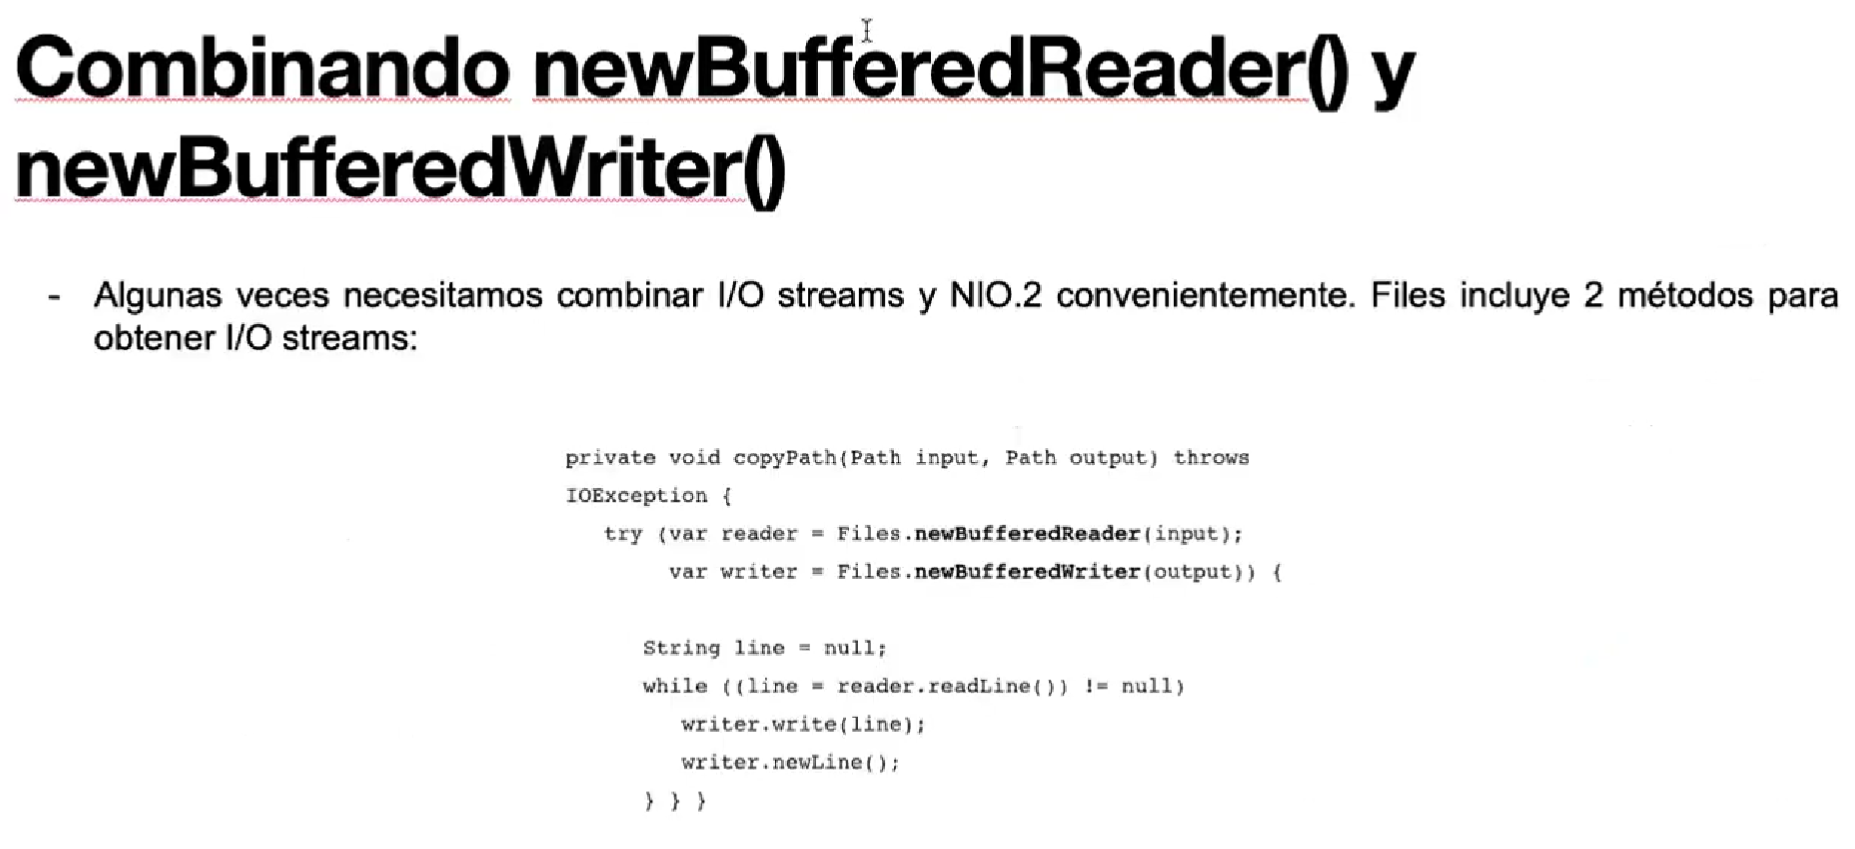 Combinando newBufferedReader() y
newBufferedWriter()
- Algunas veces necesitamos combinar I/O streams y NIO.2 convenientemente. Files incluye 2 métodos para
obtener I/O streams:
private void copyPath(Path input, Path output) throws
IOException {
try (var reader = Files.newBufferedReader(input);
var writer = Files.newBufferedWriter(output)) {
String line = null;
while ((line = reader.readLine()) != null)
writer.write(line);
writer.newLine();
} } }